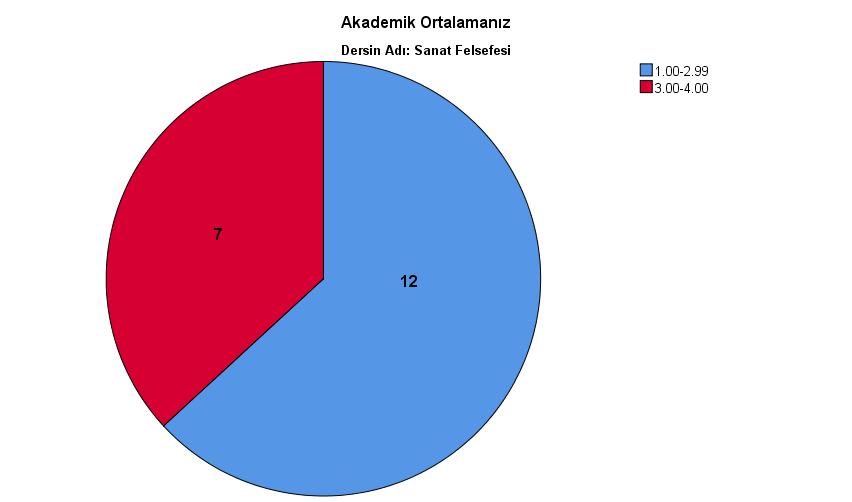 Akademik Ortalamanız
Dersin Adı: Sanat Felsefesi
1.00-2.99
3.00-4.00
7
12